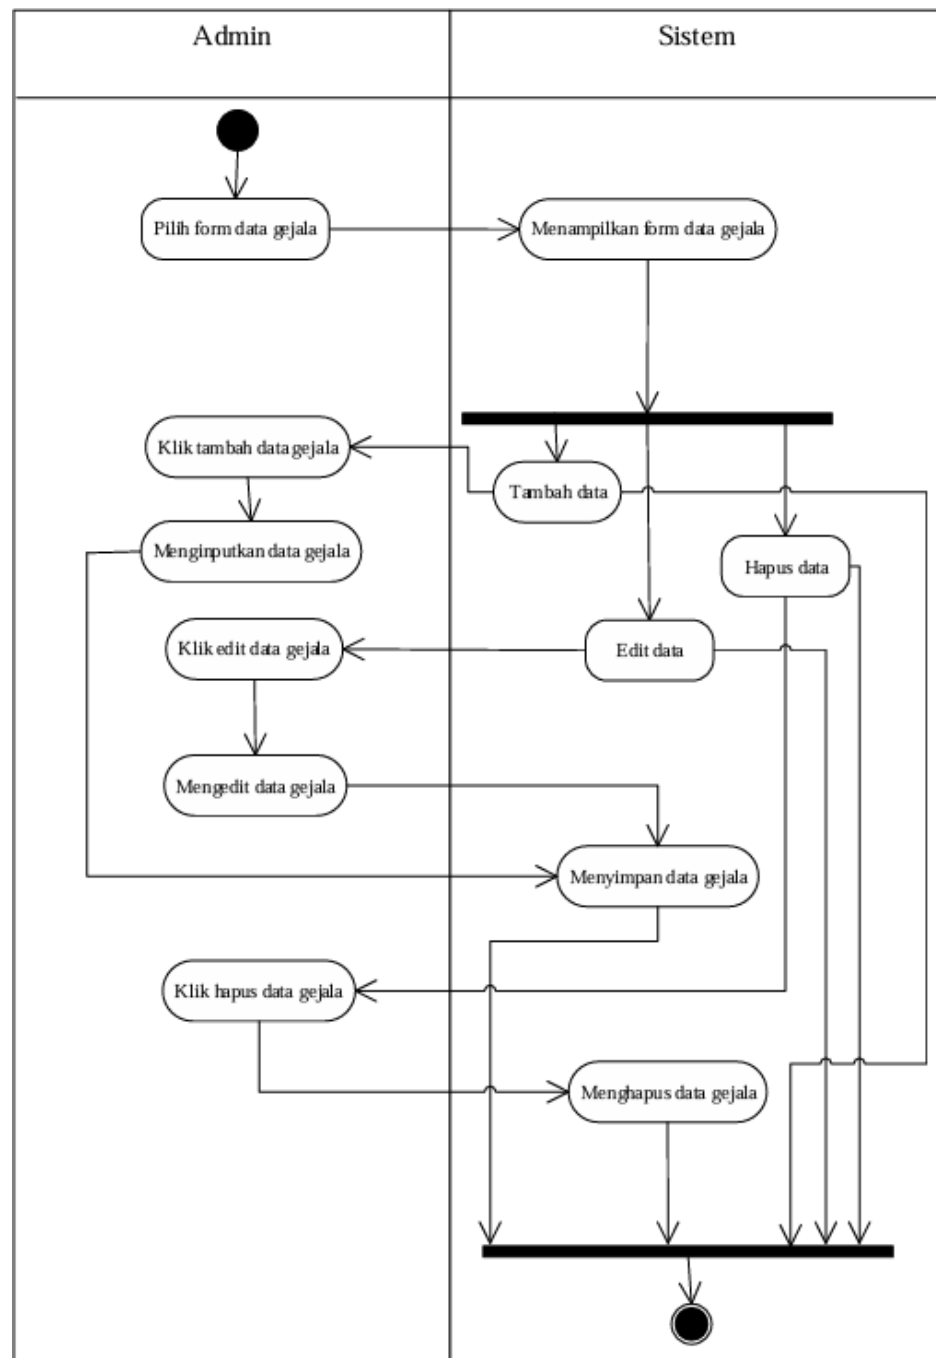 Admin
Sistem
Pilih form data gejala
Menampilkan form data gejala
Klik tambah data gejala
Tambah data
Menginputkan data gejala
Hapus data
Klik edit data gejala
Edit data
Mengedit data gejala
Menyimpan data gejala
Klik hapus data gejala
Menghapus data gejala